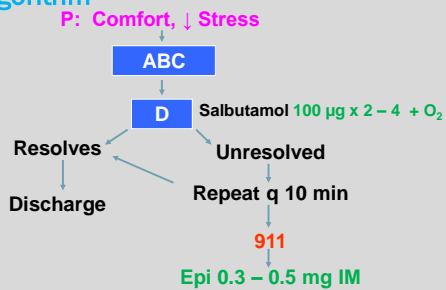 gorithm
P: Comfort, ↓ Stress
ABC
D Salbutamol 100 µg x 2 – 4 + O₂
Resolves Unresolved
Repeat q 10 min
Discharge
911
Epi 0.3 – 0.5 mg IM